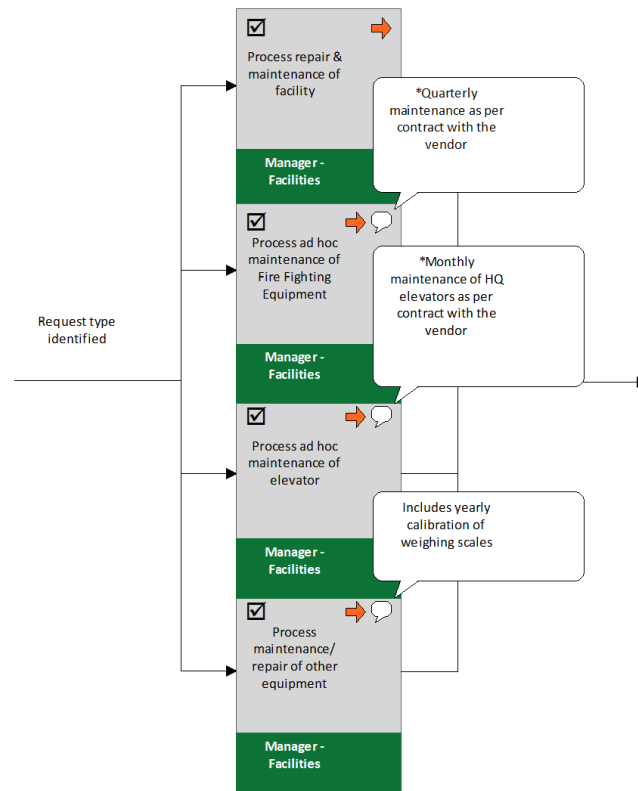 Process repair &
maintenance of
facility
*Quarterly
maintenance as per
contract with the
vendor
Manager -
Facilities
Process ad hoc
maintenance of
Fire Fighting
Equipment
*Monthly
maintenance of HQ
elevators as per
contract with the
vendor
Request type
identified
Manager -
Facilities
Process ad hoc
maintenance of
elevator
Includes yearly
calibration of
weighing scales
Manager -
Facilities
Process
maintenance/
repair of other
equipment
Manager -
Facilities